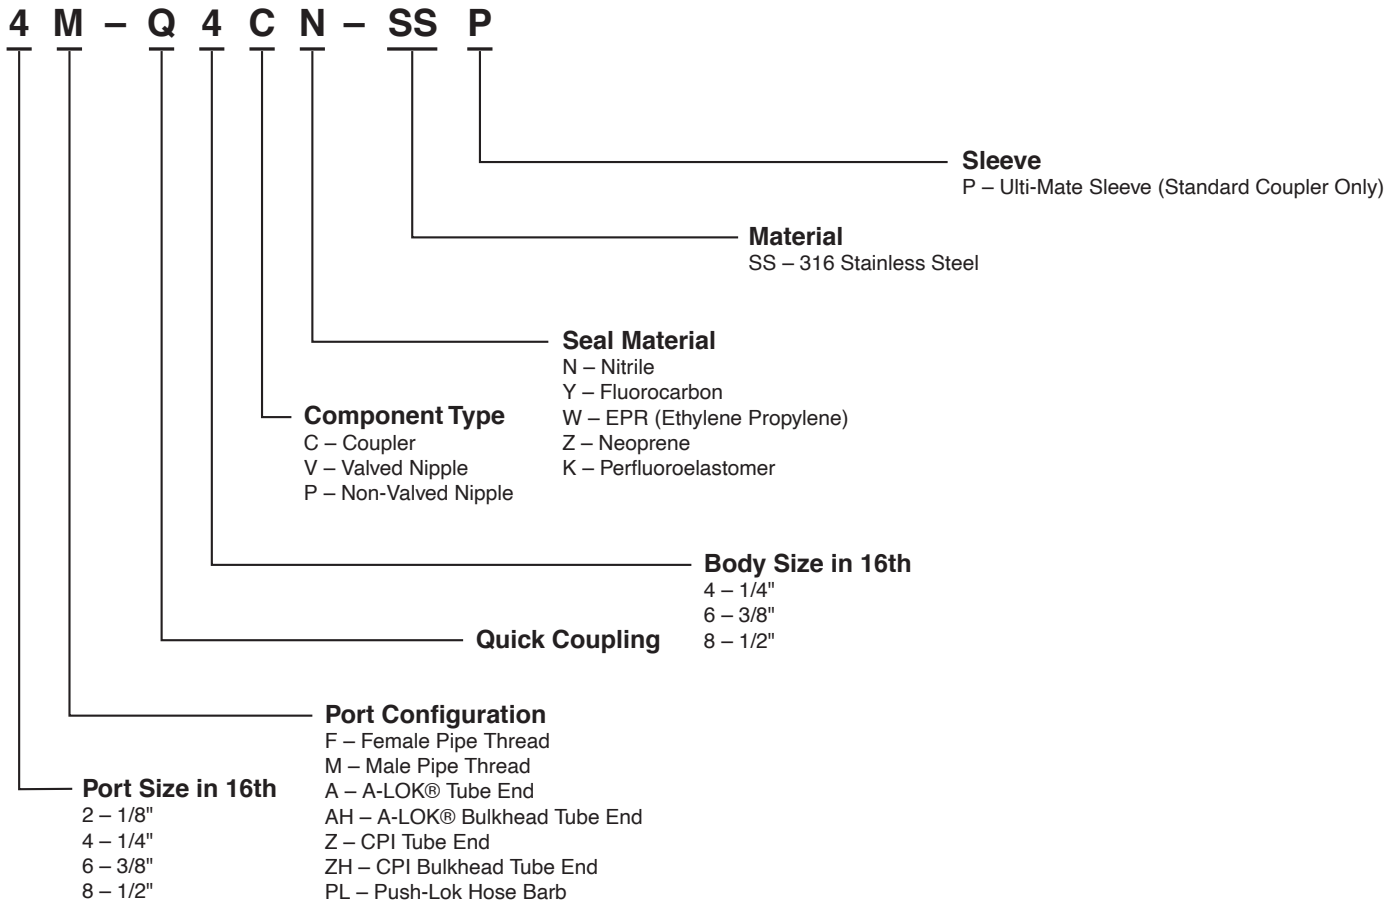 4 M – Q 4 C N – SS P
Sleeve
P – Ulti-Mate Sleeve (Standard Coupler Only)
Material
SS – 316 Stainless Steel
Seal Material
N – Nitrile
Y – Fluorocarbon
W – EPR (Ethylene Propylene)
Z – Neoprene
K – Perfluoroelastomer
Component Type
C – Coupler
V – Valved Nipple
P – Non-Valved Nipple
Body Size in 16th
4 – 1/4"
6 – 3/8"
8 – 1/2"
Quick Coupling
Port Configuration
F – Female Pipe Thread
M – Male Pipe Thread
A – A-LOK® Tube End
AH – A-LOK® Bulkhead Tube End
Z – CPI Tube End
ZH – CPI Bulkhead Tube End
PL – Push-Lok Hose Barb
Port Size in 16th
2 – 1/8"
4 – 1/4"
6 – 3/8"
8 – 1/2"